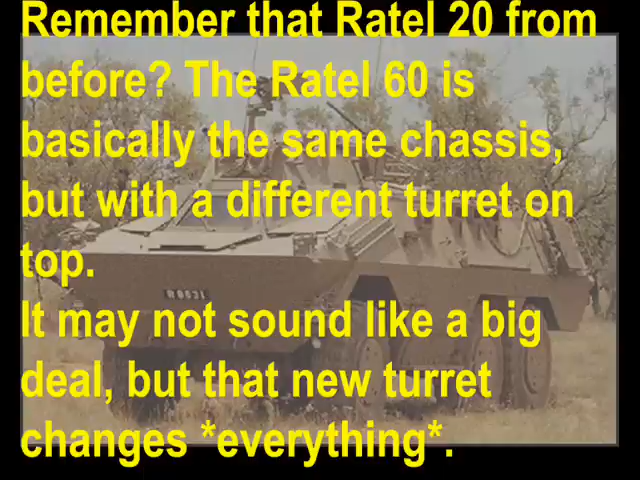 Remember that Ratel 20 from
before? The Ratel 60 is
basically the same chassis,
but with a different turret on
top.
It may not sound like a big
deal, but that new turret
changes *everything*.